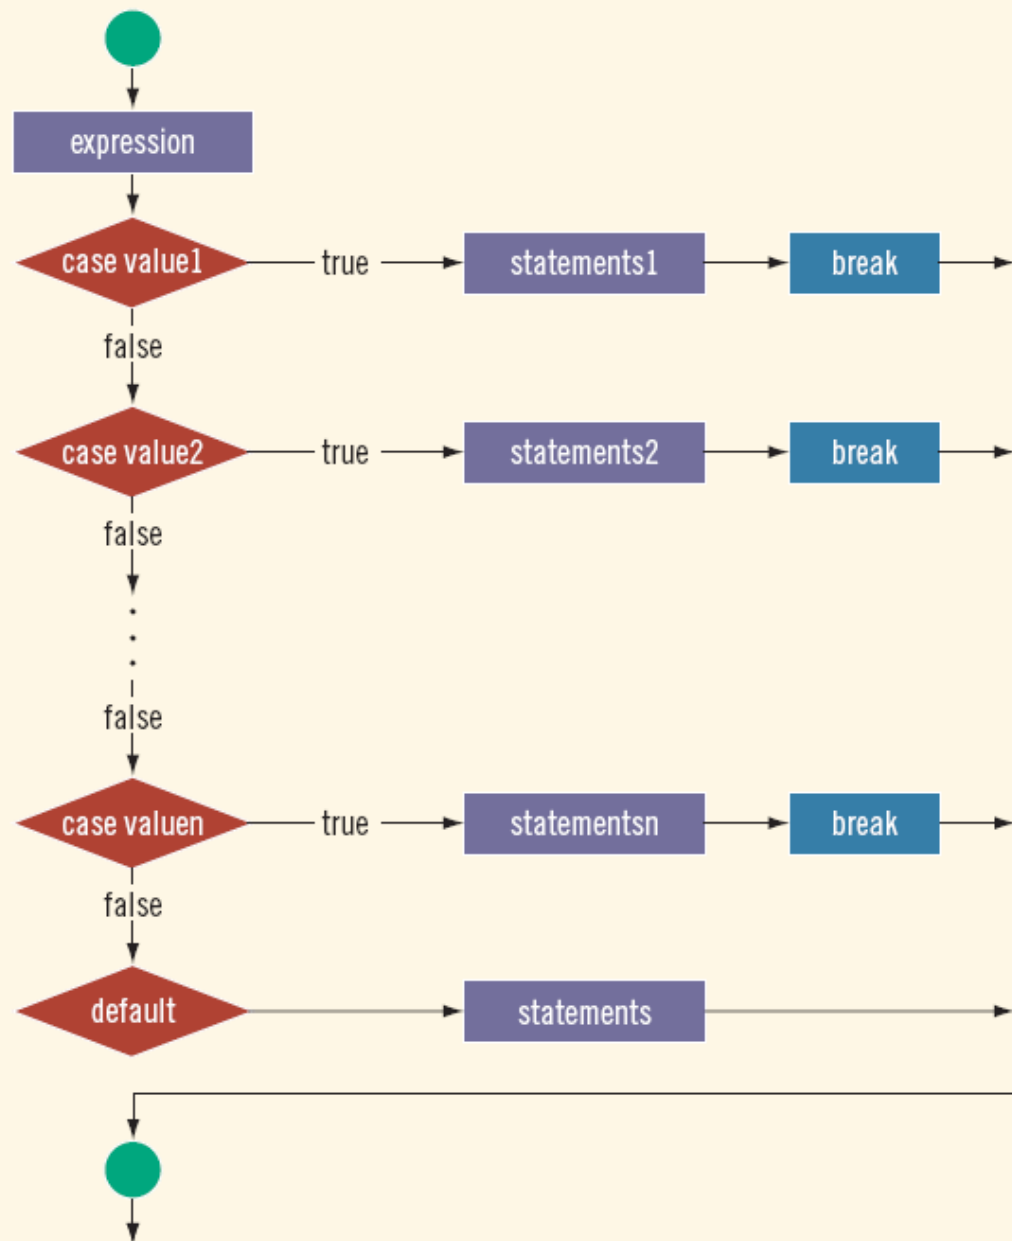 expression
case value1
true
statements1
break
false
case value2
true
statements2
break
false
false
case valuen
true
statementsn
break
false
default
statements